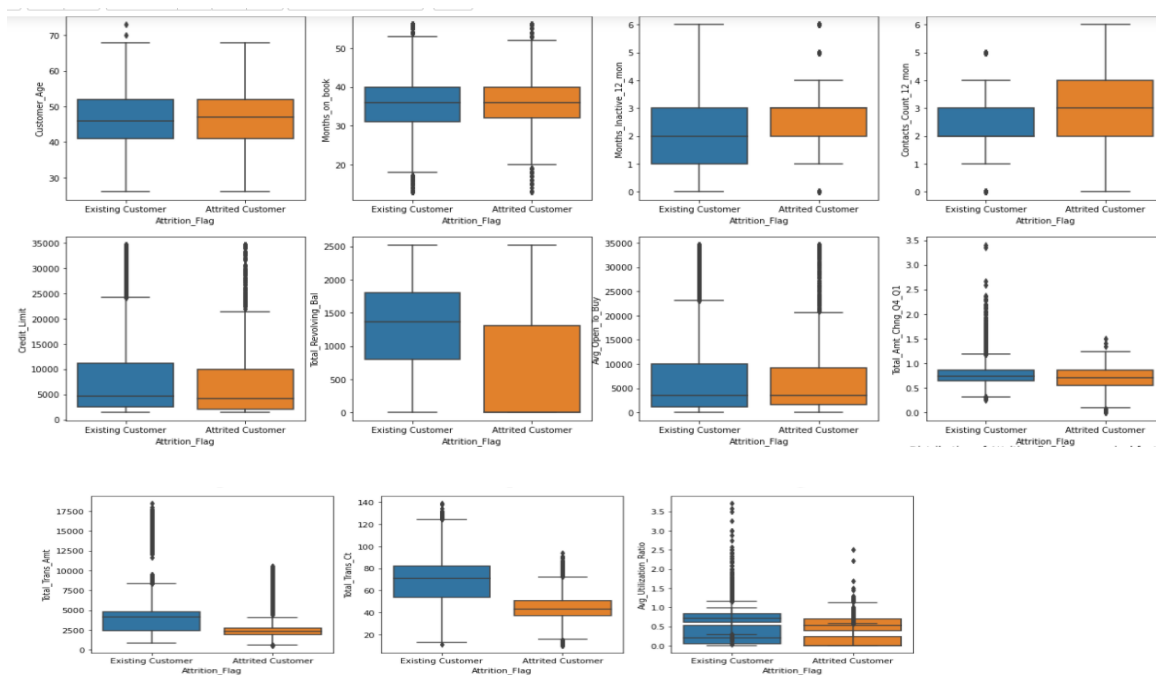 70
60
50
40
30
Customer_Age
Existing Customer Attrited Customer
Attrition_Flag
50
40
30
20
Months_on_book
Existing Customer Attrited Customer
Attrition_Flag
6
5
4
3
2
1
0
Months_Inactive_12_mon
Existing Customer Attrited Customer
Attrition_Flag
6
5
4
3
2
1
0
Contacts_Count_12_mon
Existing Customer Attrited Customer
Attrition_Flag
35000
30000
25000
20000
15000
10000
5000
0
Credit_Limit
Existing Customer Attrited Customer
Attrition_Flag
2500
2000
1500
1000
500
0
Total_Revolving_Bal
Existing Customer Attrited Customer
Attrition_Flag
35000
30000
25000
20000
15000
10000
5000
0
Avg_Open_To_Buy
Existing Customer Attrited Customer
Attrition_Flag
3.5
3.0
2.5
2.0
1.5
1.0
0.5
0.0
Total_Amt_Chng_Q4_Q1
Existing Customer Attrited Customer
Attrition_Flag
17500
15000
12500
10000
7500
5000
2500
0
Total_Trans_Amt
Existing Customer Attrited Customer
Attrition_Flag
140
120
100
80
60
40
20
Total_Trans_Ct
Existing Customer Attrited Customer
Attrition_Flag
3.5
3.0
2.5
2.0
1.5
1.0
0.5
0.0
Avg_Utilization_Ratio
Existing Customer Attrited Customer
Attrition_Flag